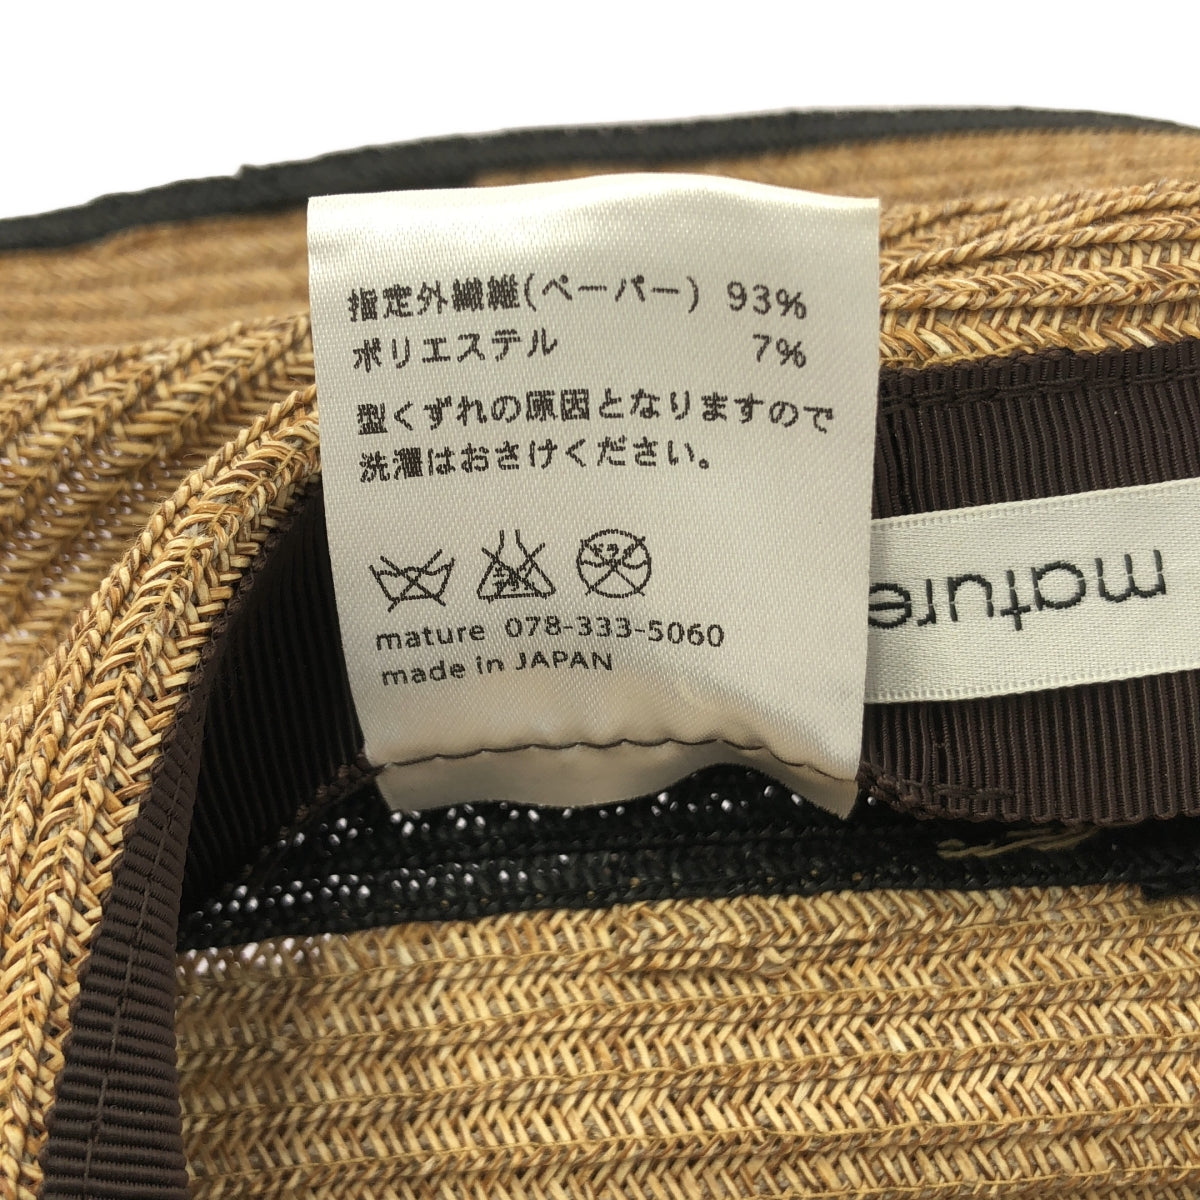 指定外繊維(ペーパー) 93%
ポリエステル 7%
型くずれの原因となりますので
洗濯はおさけください。
mature 078-333-5060
made in JAPAN
mature